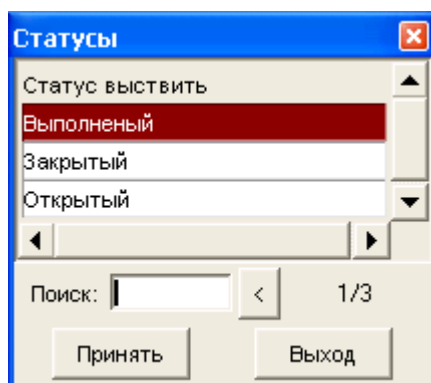 Статусы
Статус выствить
Выполненый
Закрытый
Открытый
Поиск: < 1/3
Принять Выход